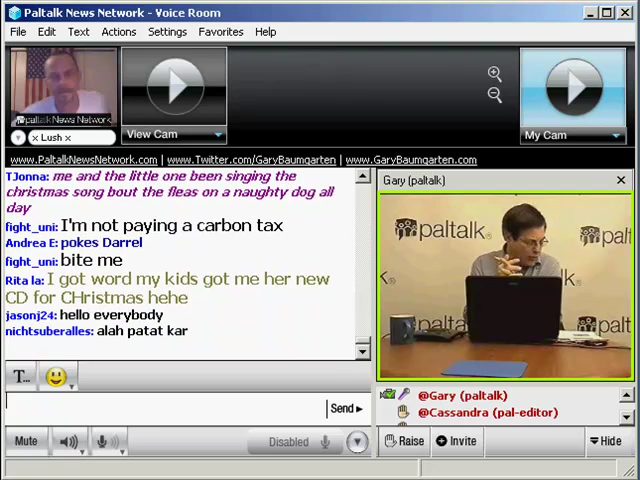 Paltalk News Network - Voice Room
File Edit Text Actions Settings Favorites Help
@paltalk News Network
x Lush x
View Cam
My Cam
www.PaltalkNewsNetwork.com | www.Twitter.com/GaryBaumgarten | www.GaryBaumgarten.com
TJonna: me and the little one been singing the
christmas song bout the fleas on a naughty dog all
day
fight_uni: I'm not paying a carbon tax
Andrea E: pokes Darrel
fight_uni: bite me
Rita la: I got word my kids got me her new
CD for CHristmas hehe
jasonj24: hello everybody
nichtsuberalles: alah patat kar
T...
Send
Mute
Disabled
Gary (paltalk)
paltalk
paltalk
paltalk
@Gary (paltalk)
@Cassandra (pal-editor)
Raise Invite Hide